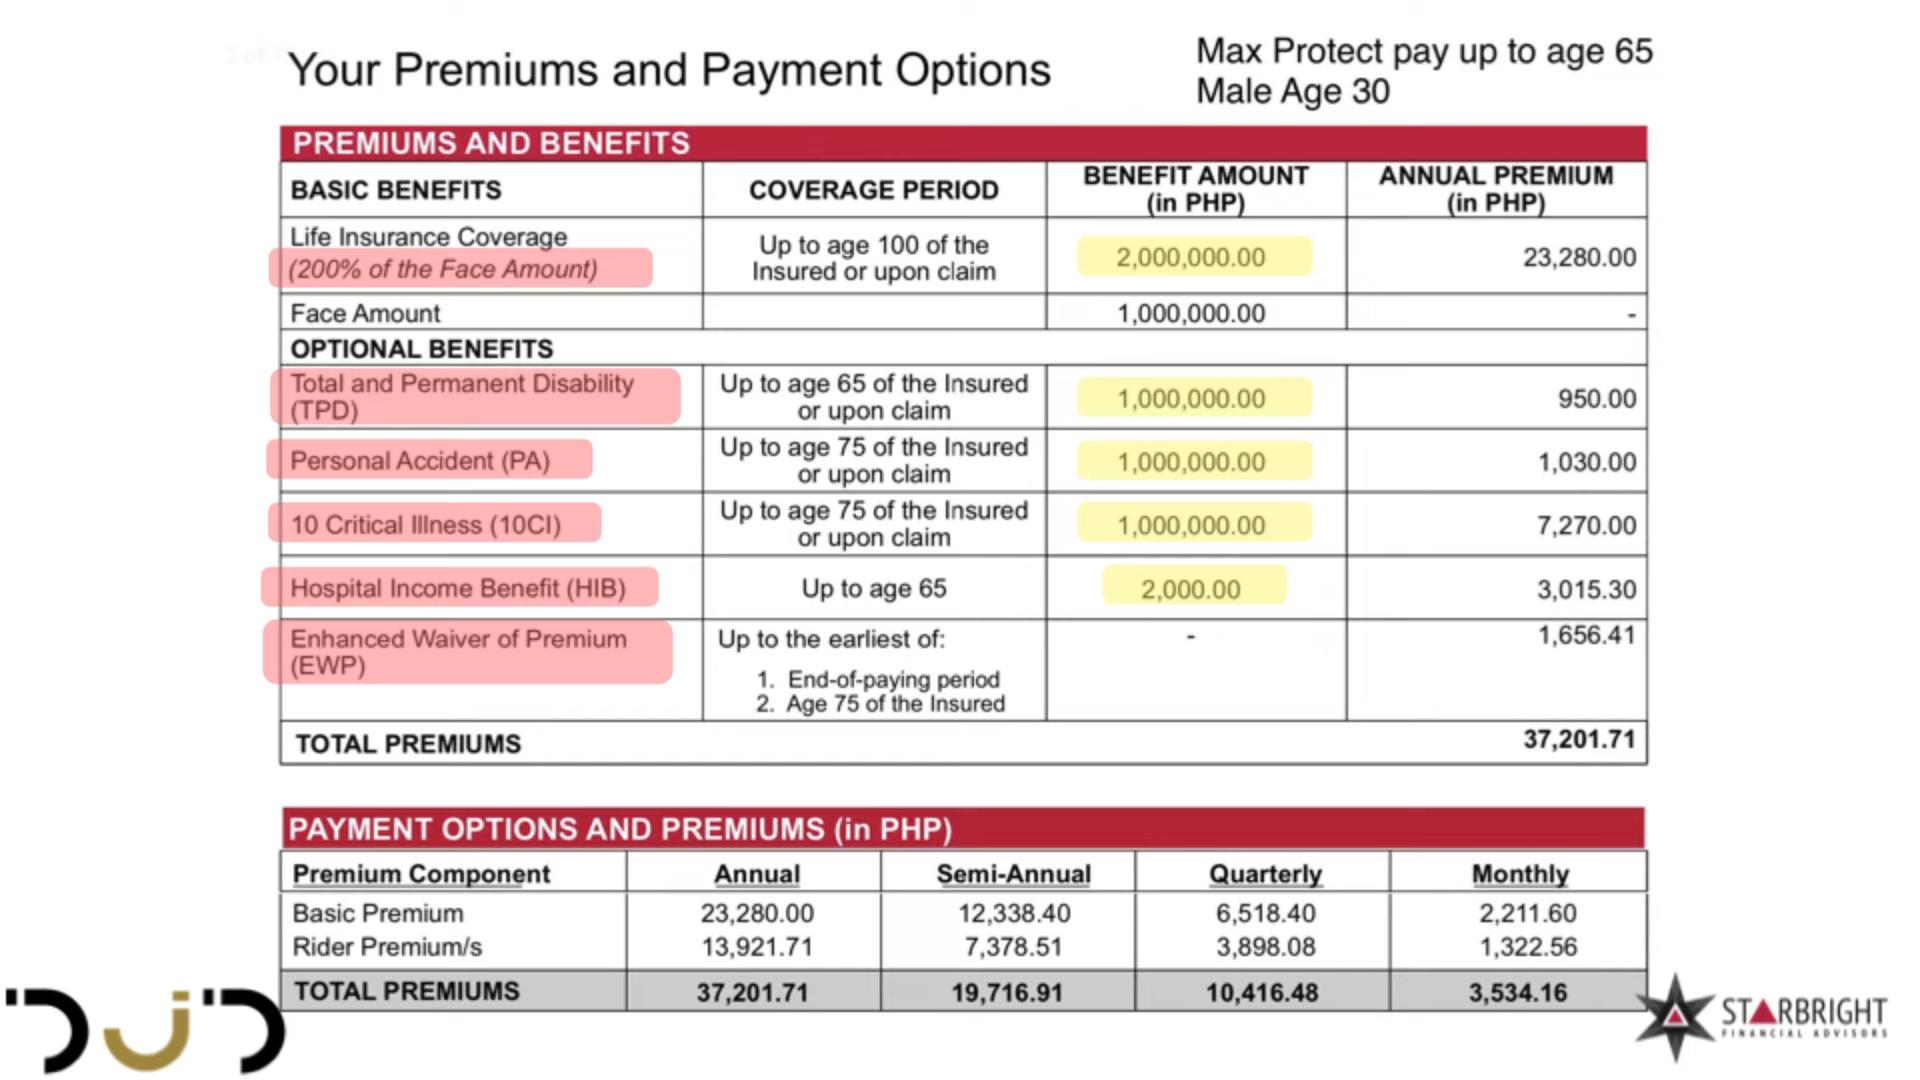 Your Premiums and Payment Options
Max Protect pay up to age 65
Male Age 30
PREMIUMS AND BENEFITS
BASIC BENEFITS COVERAGE PERIOD BENEFIT AMOUNT (in PHP) ANNUAL PREMIUM (in PHP)
Life Insurance Coverage
(200% of the Face Amount)
Up to age 100 of the
Insured or upon claim
2,000,000.00 23,280.00
Face Amount 1,000,000.00 -
OPTIONAL BENEFITS
Total and Permanent Disability
(TPD)
Up to age 65 of the Insured
or upon claim
1,000,000.00 950.00
Personal Accident (PA)
Up to age 75 of the Insured
or upon claim
1,000,000.00 1,030.00
10 Critical Illness (10CI)
Up to age 75 of the Insured
or upon claim
1,000,000.00 7,270.00
Hospital Income Benefit (HIB) Up to age 65 2,000.00 3,015.30
Enhanced Waiver of Premium
(EWP)
Up to the earliest of:
1. End-of-paying period
2. Age 75 of the Insured
- 1,656.41
TOTAL PREMIUMS 37,201.71
PAYMENT OPTIONS AND PREMIUMS (in PHP)
Premium Component Annual Semi-Annual Quarterly Monthly
Basic Premium 23,280.00 12,338.40 6,518.40 2,211.60
Rider Premium/s 13,921.71 7,378.51 3,898.08 1,322.56
TOTAL PREMIUMS 37,201.71 19,716.91 10,416.48 3,534.16
DJD
STARBRIGHT
FINANCIAL ADVISORS